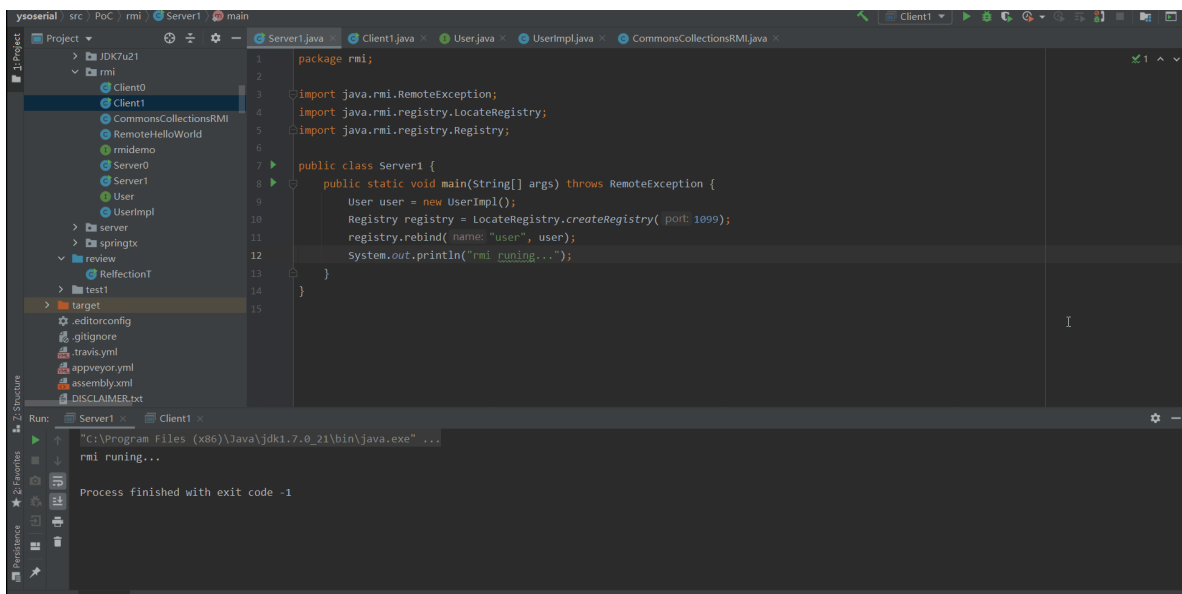 ysoserial src PoC rmi Server1 main Client1
1: Project
Project
Server1.java Client1.java User.java UserImpl.java CommonsCollectionsRMI.java
JDK7u21
rmi
Client0
Client1
CommonsCollectionsRMI
RemoteHelloWorld
rmidemo
Server0
Server1
User
UserImpl
server
springtx
review
RelfectionT
test1
target
.editorconfig
.gitignore
.travis.yml
appveyor.yml
assembly.xml
DISCLAIMER.txt
1 package rmi;
2
3 import java.rmi.RemoteException;
4 import java.rmi.registry.LocateRegistry;
5 import java.rmi.registry.Registry;
6
7 public class Server1 {
8 public static void main(String[] args) throws RemoteException {
9 User user = new UserImpl();
10 Registry registry = LocateRegistry.createRegistry( port: 1099);
11 registry.rebind( name: "user", user);
12 System.out.println("rmi runing...");
13 }
14 }
15
1
Z: Structure
2: Favorites
Persistence
Run: Server1 Client1
"C:\Program Files (x86)\Java\jdk1.7.0_21\bin\java.exe" ...
rmi runing...
Process finished with exit code -1